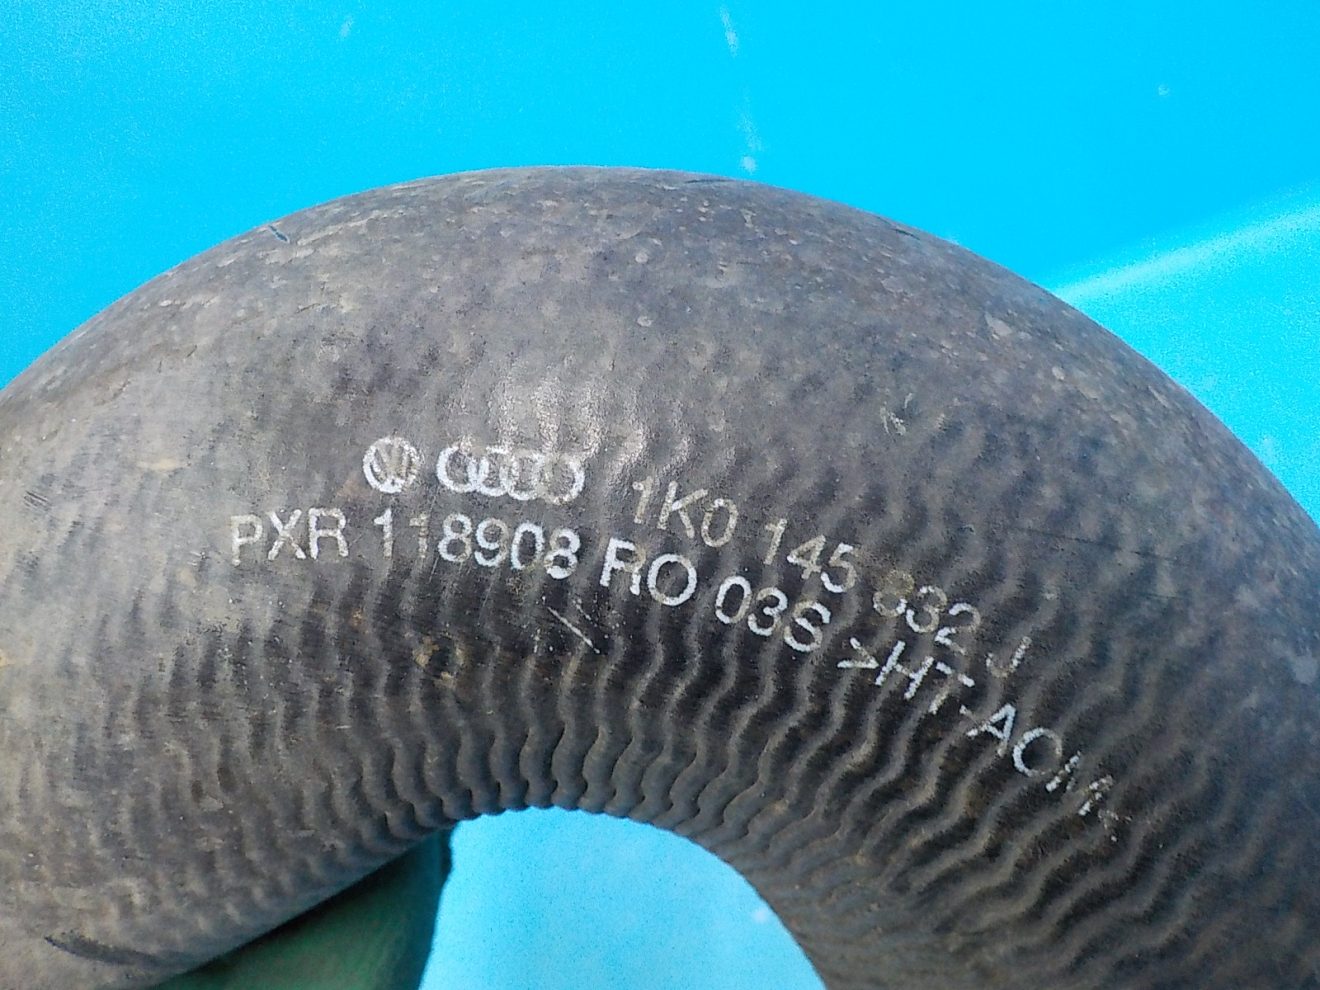 1K0 145 832 J
PXR 118908 RO 03S >HT-ACM<